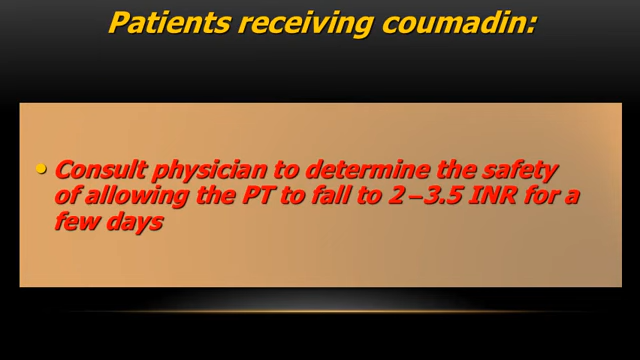 Patients receiving coumadin:
• Consult physician to determine the safety
of allowing the PT to fall to 2 –3.5 INR for a
few days